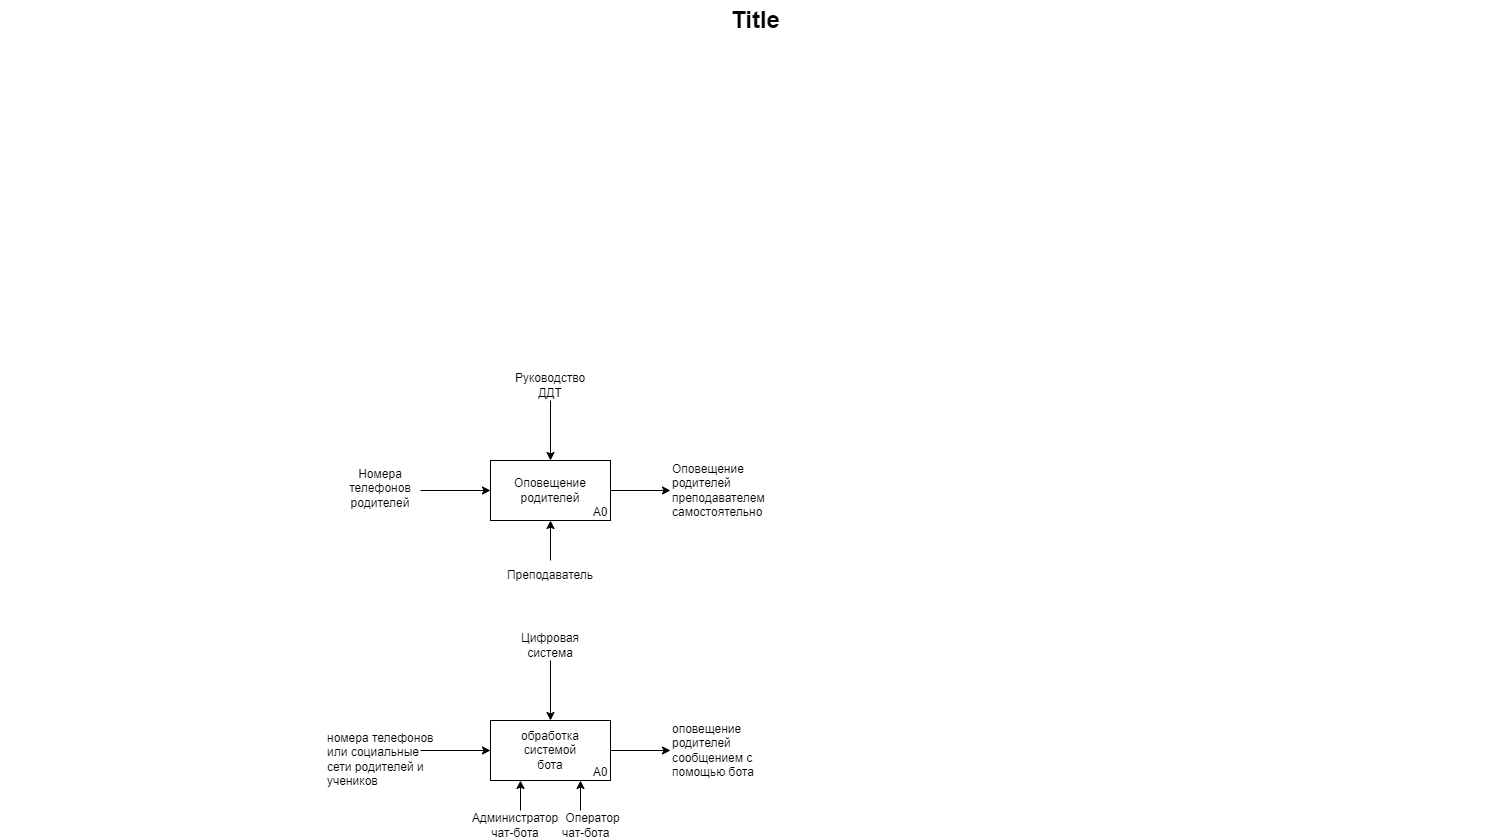 Title
Руководство
ДДТ
Номера
телефонов
родителей
Оповещение
родителей
A0
Оповещение
родителей
преподавателем
самостоятельно
Преподаватель
Цифровая
система
номера телефонов
или социальные
сети родителей и
учеников
обработка
системой
бота
A0
оповещение
родителей
сообщением с
помощью бота
Администратор
чат-бота
Оператор
чат-бота